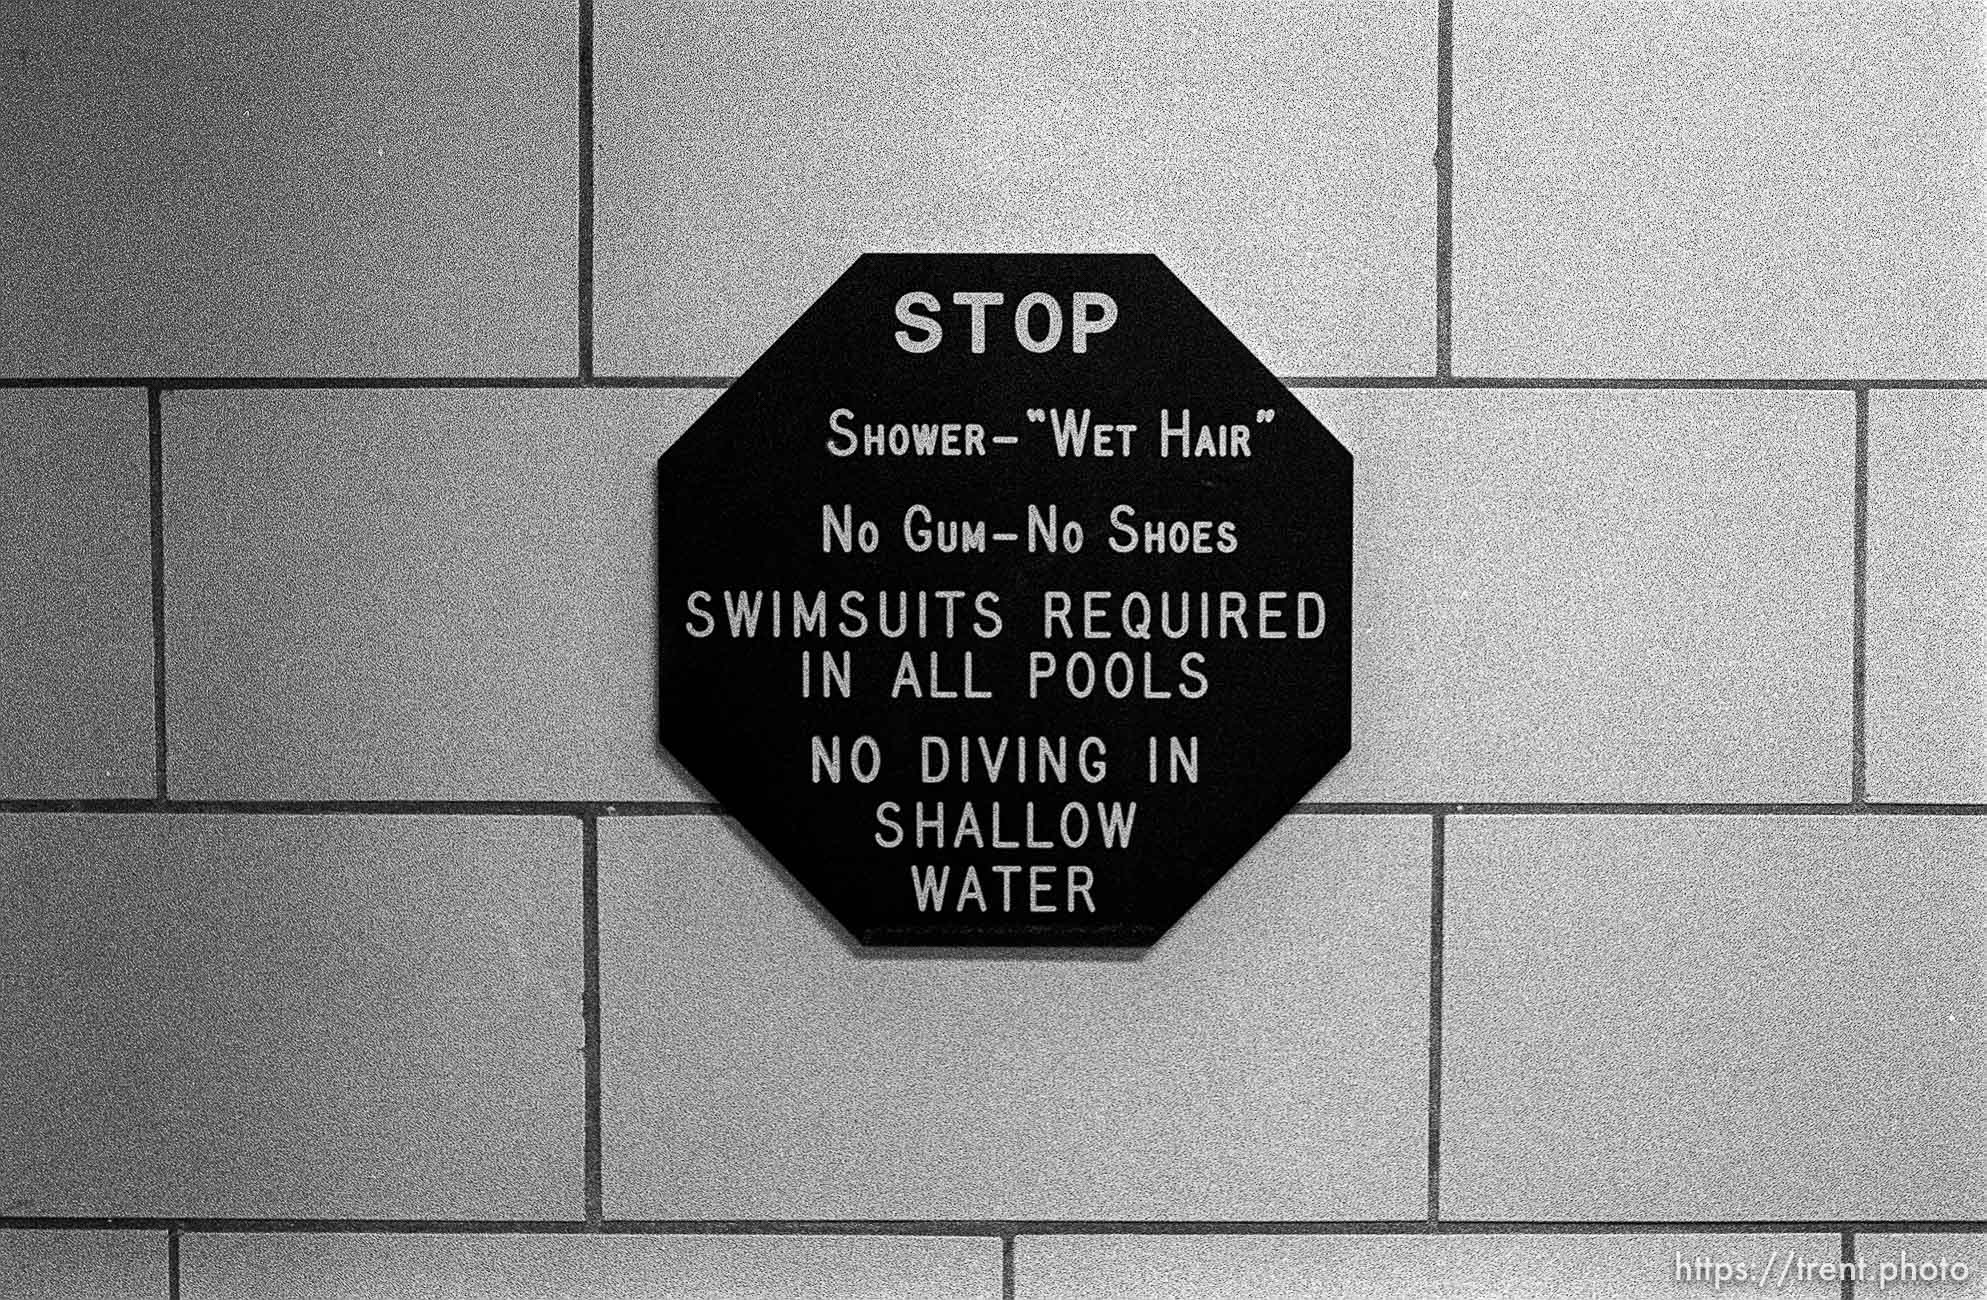 STOP
SHOWER–"WET HAIR"
NO GUM–NO SHOES
SWIMSUITS REQUIRED
IN ALL POOLS
NO DIVING IN
SHALLOW
WATER
https://trent.photo